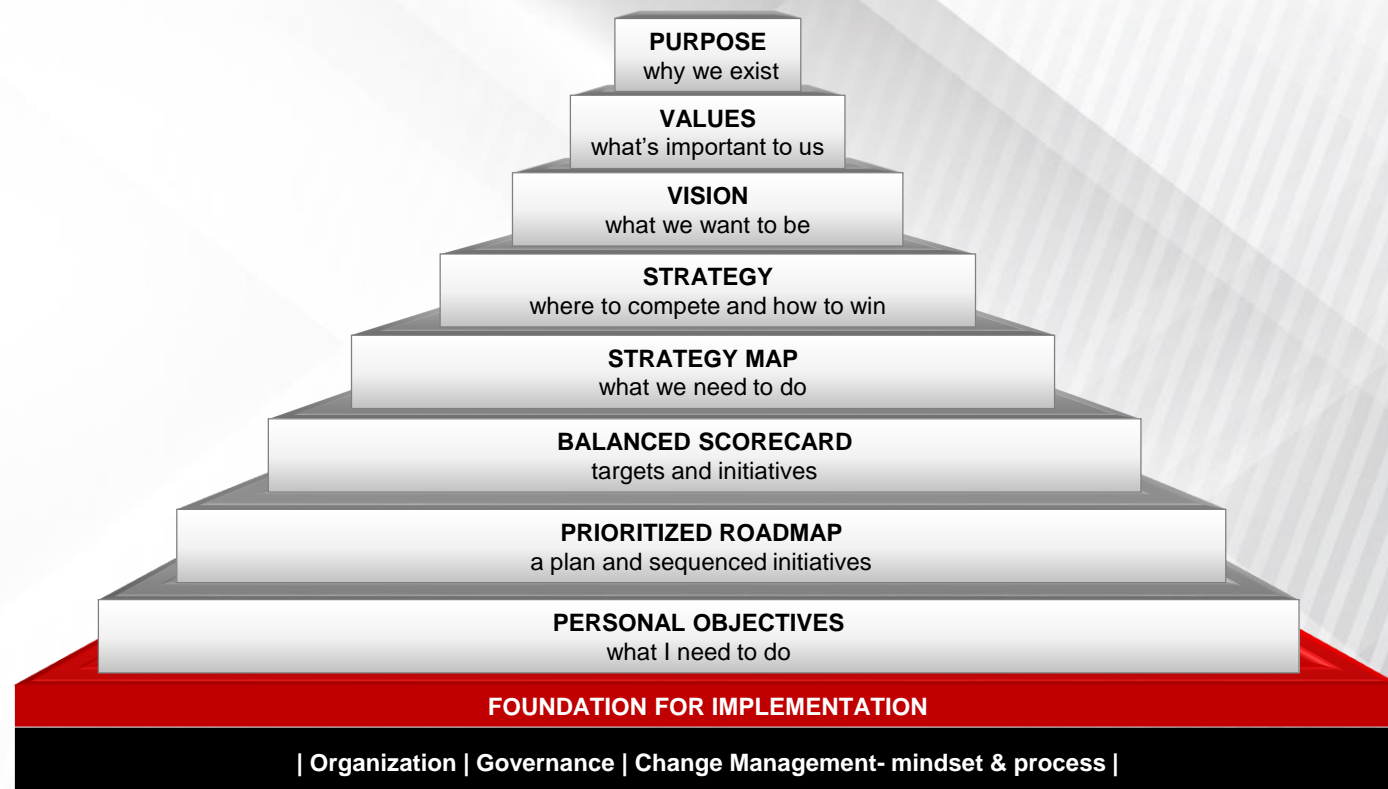 PURPOSE
why we exist
VALUES
what’s important to us
VISION
what we want to be
STRATEGY
where to compete and how to win
STRATEGY MAP
what we need to do
BALANCED SCORECARD
targets and initiatives
PRIORITIZED ROADMAP
a plan and sequenced initiatives
PERSONAL OBJECTIVES
what I need to do
FOUNDATION FOR IMPLEMENTATION
| Organization | Governance | Change Management- mindset & process |